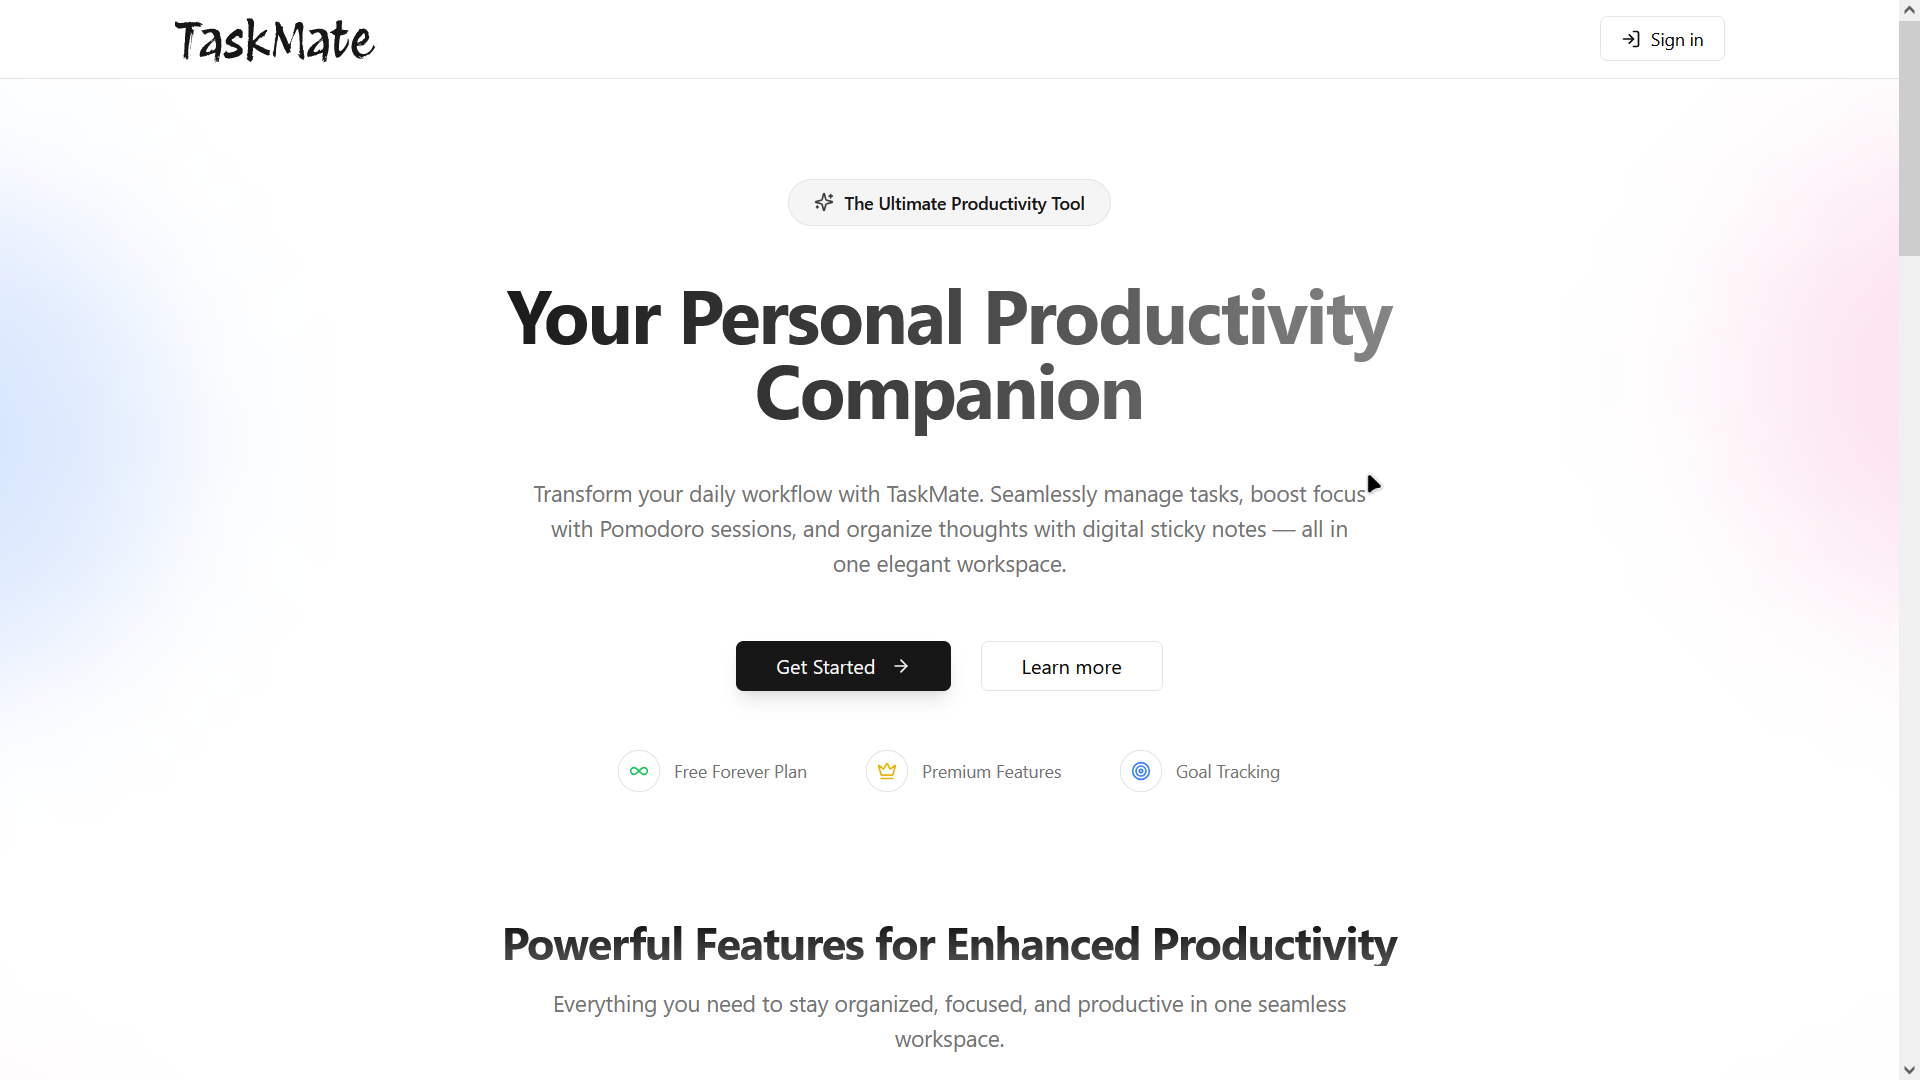 TaskMate
Sign in
The Ultimate Productivity Tool
Your Personal Productivity
Companion
Transform your daily workflow with TaskMate. Seamlessly manage tasks, boost focus
with Pomodoro sessions, and organize thoughts with digital sticky notes — all in
one elegant workspace.
Get Started
Learn more
Free Forever Plan
Premium Features
Goal Tracking
Powerful Features for Enhanced Productivity
Everything you need to stay organized, focused, and productive in one seamless
workspace.